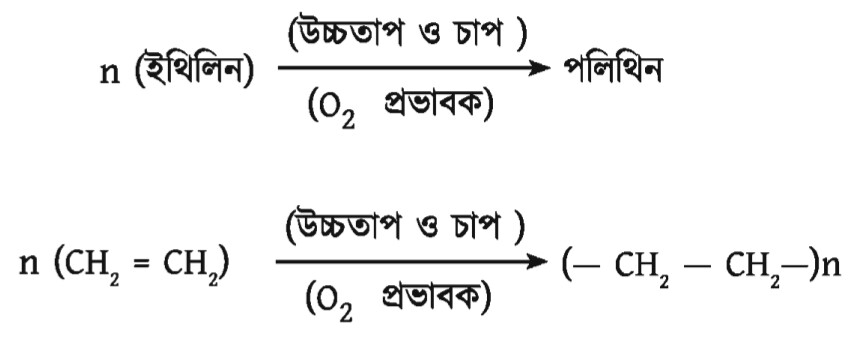 (উচ্চতাপ ও চাপ )
n (ইথিলিন) ⟶ পলিথিন
(O₂ প্রভাবক)
(উচ্চতাপ ও চাপ )
n (CH₂ = CH₂) ⟶ (— CH₂ — CH₂—)n
(O₂ প্রভাবক)